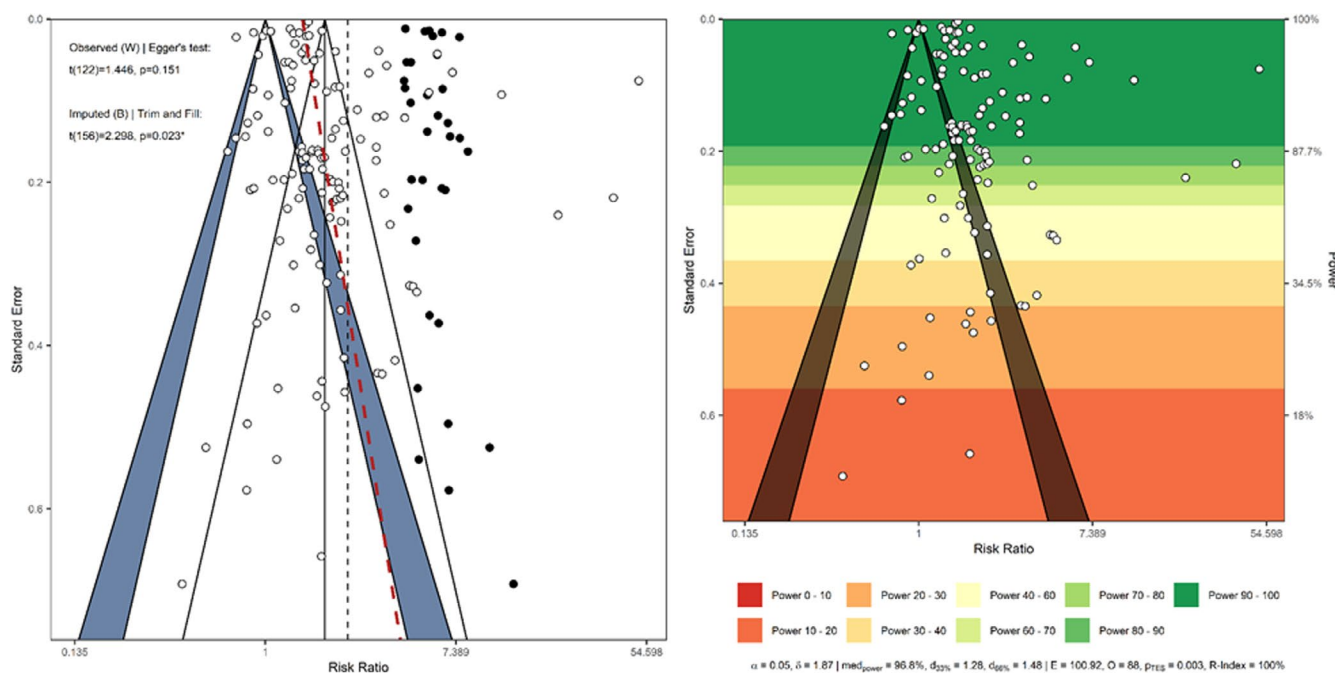 Observed (W) | Egger's test:
t(122)=1.446, p=0.151
Imputed (B) | Trim and Fill:
t(156)=2.298, p=0.023*
Standard Error
0.0
0.2
0.4
0.6
0.135
1
7.389
54.598
Risk Ratio
Standard Error
0.0
0.2
0.4
0.6
100%
87.7%
34.5%
18%
Power
0.135
1
7.389
54.598
Risk Ratio
Power 0 - 10
Power 20 - 30
Power 40 - 60
Power 70 - 80
Power 90 - 100
Power 10 - 20
Power 30 - 40
Power 60 - 70
Power 80 - 90
α = 0.05, δ = 1.87 | medpower = 96.8%, d33% = 1.28, d66% = 1.48 | E = 100.92, O = 88, pTES = 0.003, R-Index = 100%